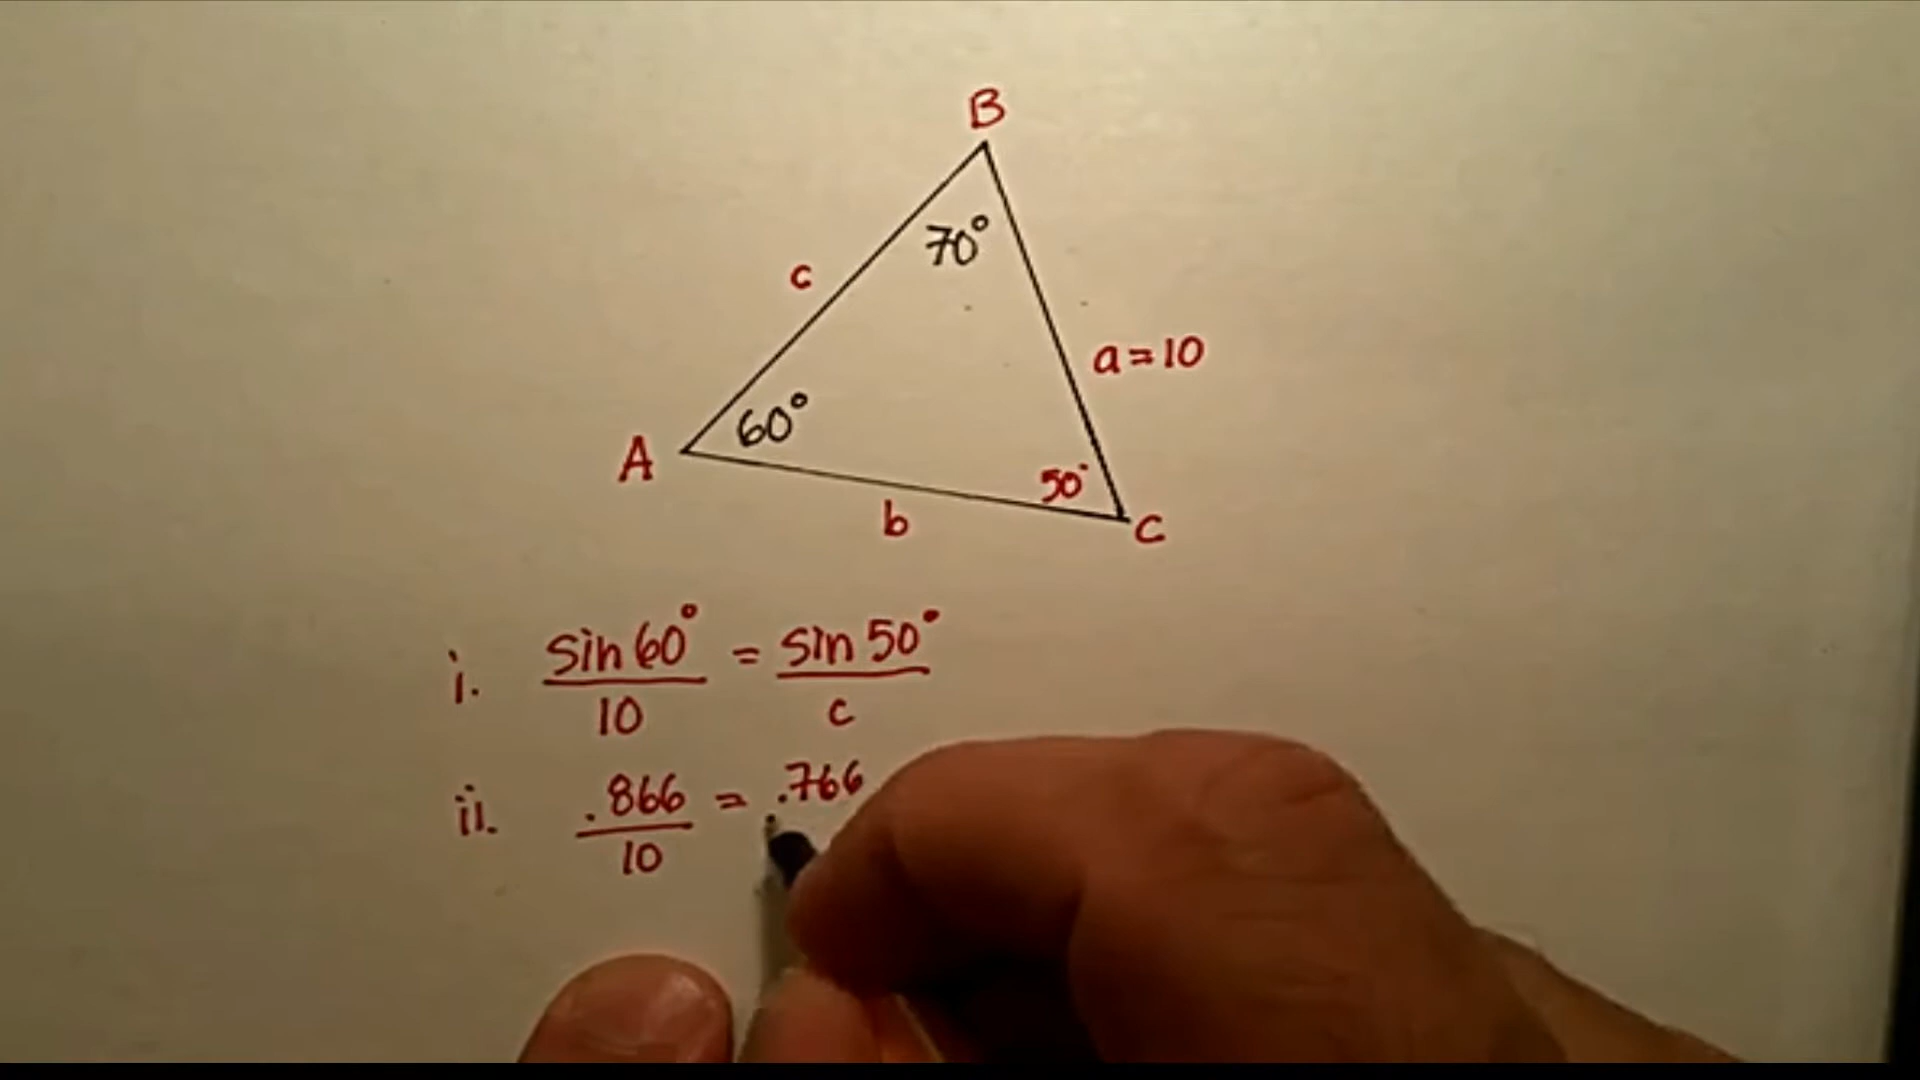 B
70°
c
a = 10
60°
A
50°
b
C
i. sin 60° / 10 = sin 50° / c
ii. .866 / 10 = .766